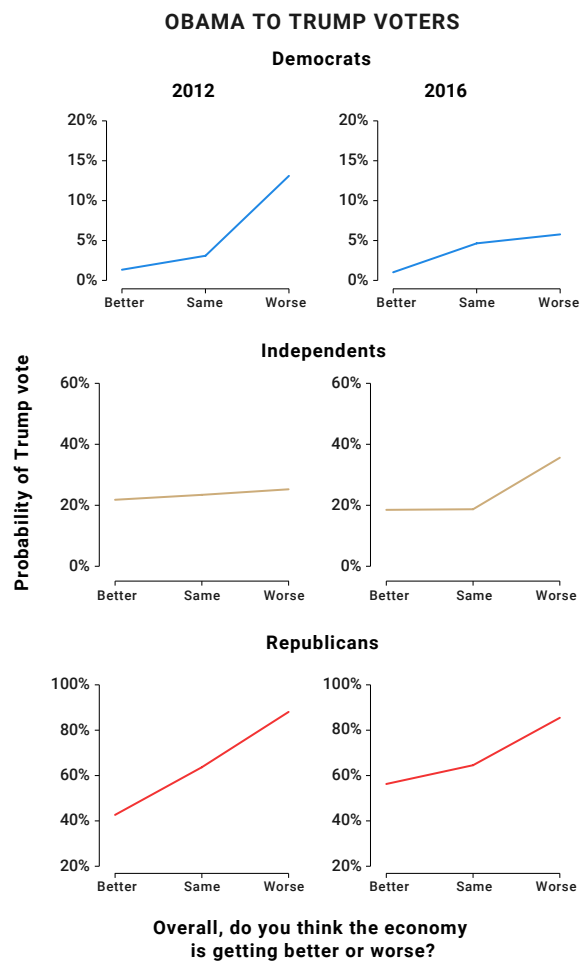 OBAMA TO TRUMP VOTERS
Democrats
2012
2016
20%
15%
10%
5%
0%
Better Same Worse
20%
15%
10%
5%
0%
Better Same Worse
Probability of Trump vote
Independents
60%
40%
20%
0%
Better Same Worse
60%
40%
20%
0%
Better Same Worse
Republicans
100%
80%
60%
40%
20%
Better Same Worse
100%
80%
60%
40%
20%
Better Same Worse
Overall, do you think the economy
is getting better or worse?